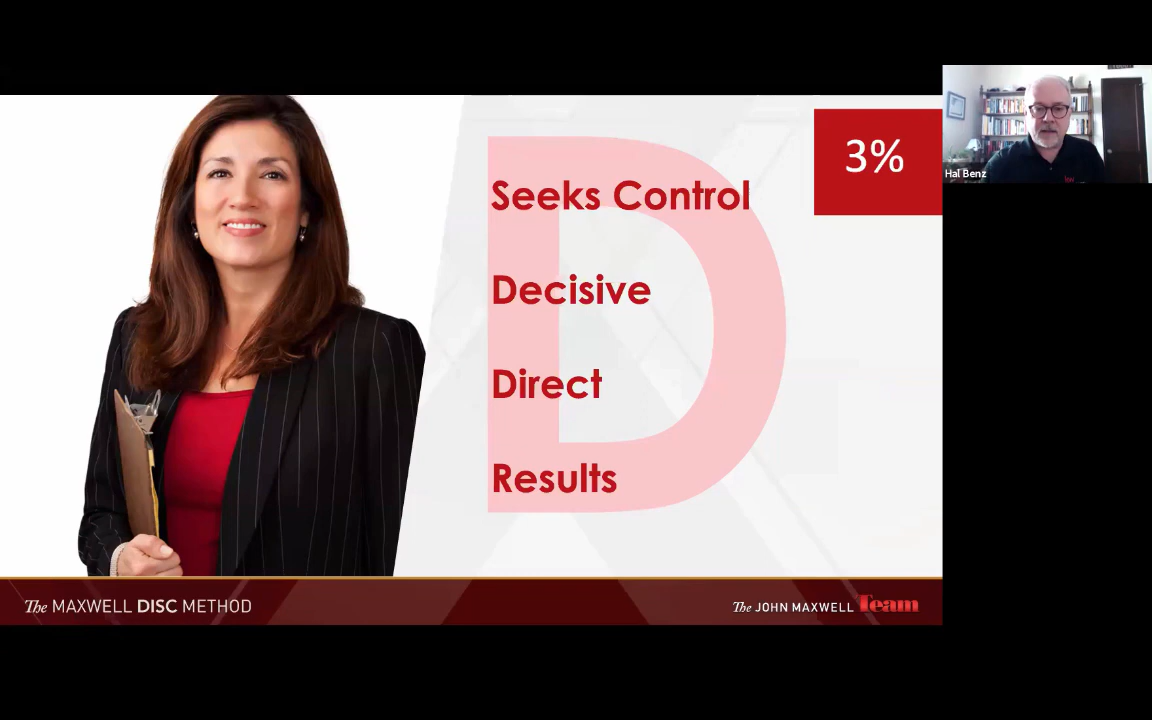 3%
Seeks Control
Decisive
Direct
Results
Hal Benz
D
The MAXWELL DISC METHOD
The JOHN MAXWELL Team